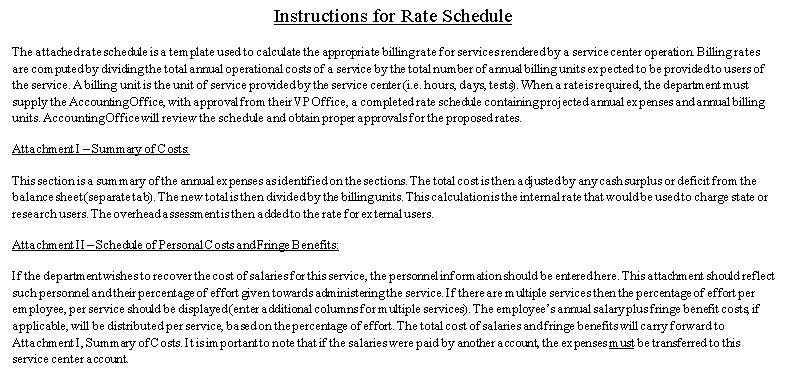 Instructions for Rate Schedule
The attached rate schedule is a template used to calculate the appropriate billing rate for services rendered by a service center operation. Billing rates
are computed by dividing the total annual operational costs of a service by the total number of annual billing units expected to be provided to users of
the service. A billing unit is the unit of service provided by the service center (i.e. hours, days, tests). When a rate is required, the department must
supply the Accounting Office, with approval from their VP Office, a completed rate schedule containing projected annual expenses and annual billing
units. Accounting Office will review the schedule and obtain proper approvals for the proposed rates.
Attachment I – Summary of Costs:
This section is a summary of the annual expenses as identified on the sections. The total cost is then adjusted by any cash surplus or deficit from the
balance sheet (separate tab). The new total is then divided by the billing units. This calculation is the internal rate that would be used to charge state or
research users. The overhead assessment is then added to the rate for external users.
Attachment II – Schedule of Personal Costs and Fringe Benefits:
If the department wishes to recover the cost of salaries for this service, the personnel information should be entered here. This attachment should reflect
such personnel and their percentage of effort given towards administering the service. If there are multiple services then the percentage of effort per
employee, per service should be displayed (enter additional columns for multiple services). The employee's annual salary plus fringe benefit costs, if
applicable, will be distributed per service, based on the percentage of effort. The total cost of salaries and fringe benefits will carry forward to
Attachment I, Summary of Costs. It is important to note that if the salaries were paid by another account, the expenses must be transferred to this
service center account.